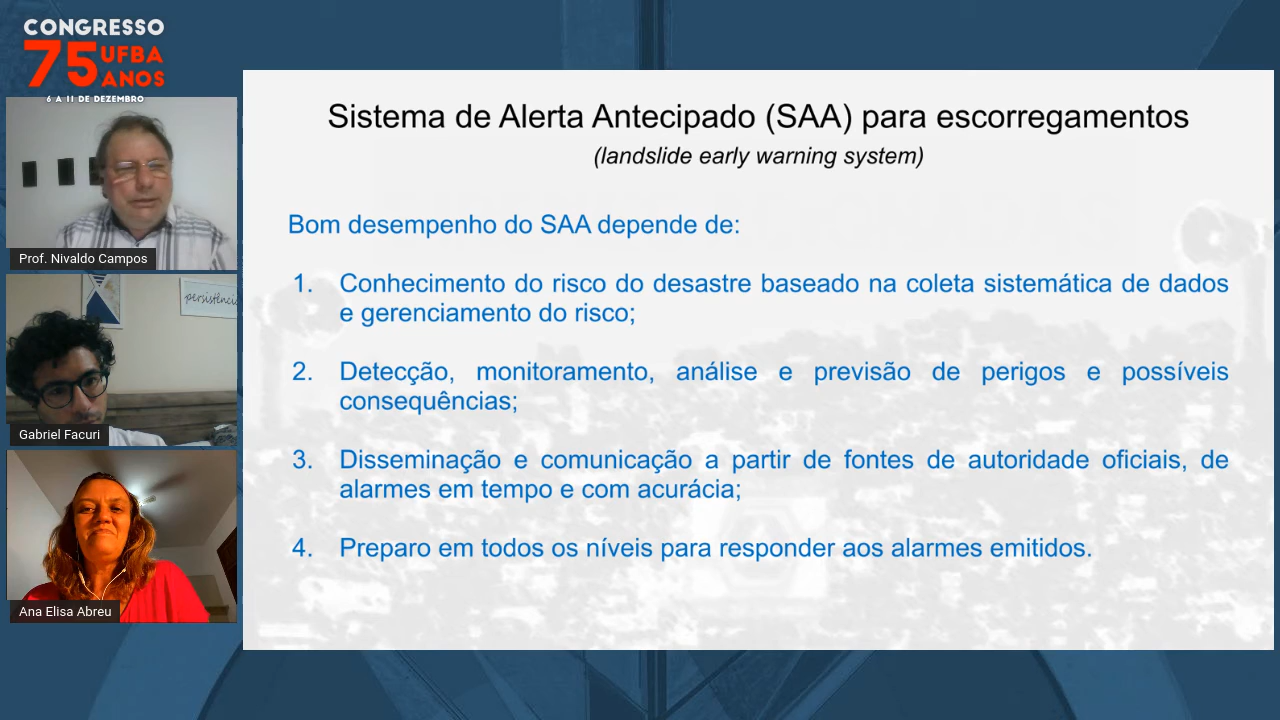 CONGRESSO
75 UFBA
ANOS
6 A 11 DE DEZEMBRO
Prof. Nivaldo Campos
persistênci
Gabriel Facuri
Ana Elisa Abreu
Sistema de Alerta Antecipado (SAA) para escorregamentos
(landslide early warning system)
Bom desempenho do SAA depende de:
1. Conhecimento do risco do desastre baseado na coleta sistemática de dados
e gerenciamento do risco;
2. Detecção, monitoramento, análise e previsão de perigos e possíveis
consequências;
3. Disseminação e comunicação a partir de fontes de autoridade oficiais, de
alarmes em tempo e com acurácia;
4. Preparo em todos os níveis para responder aos alarmes emitidos.